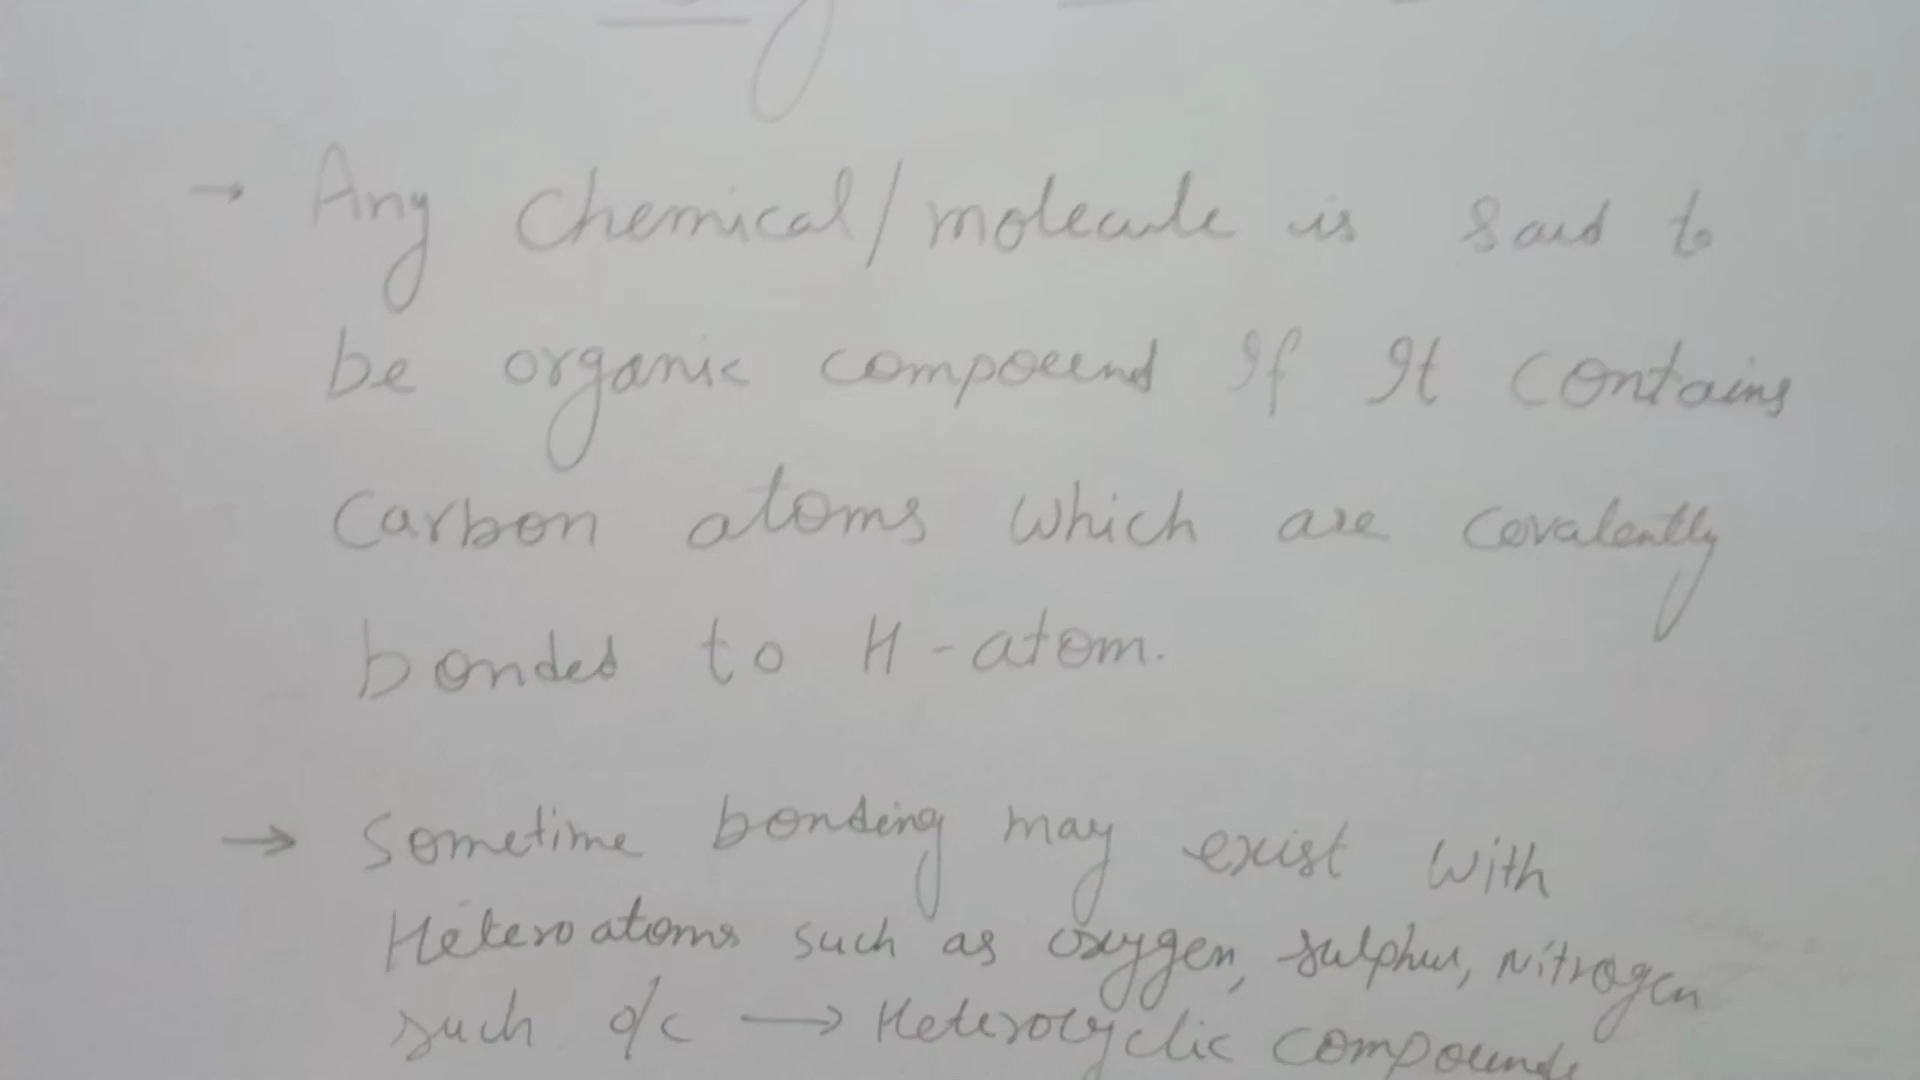 → Any Chemical/molecule is said to
be organic compound If It contains
Carbon atoms which are covalently
bonded to H-atom.
→ Sometime bonding may exist with
Heteroatoms such as oxygen, sulphur, Nitrogen
such o/c → Heterocyclic compounds